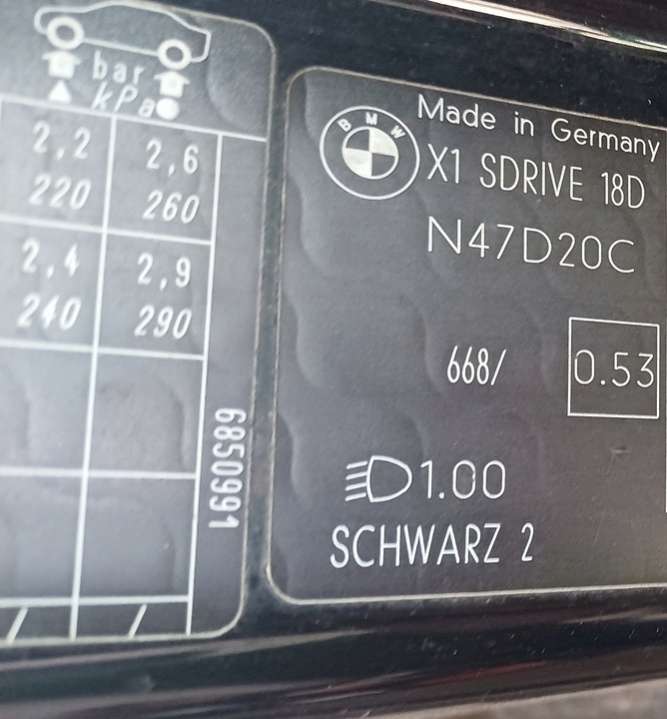 bar
kPa
2,2 2,6
220 260
2,4 2,9
240 290
6850991
BMW
Made in Germany
X1 SDRIVE 18D
N47D20C
668/ 0.53
1.00
SCHWARZ 2
/ /